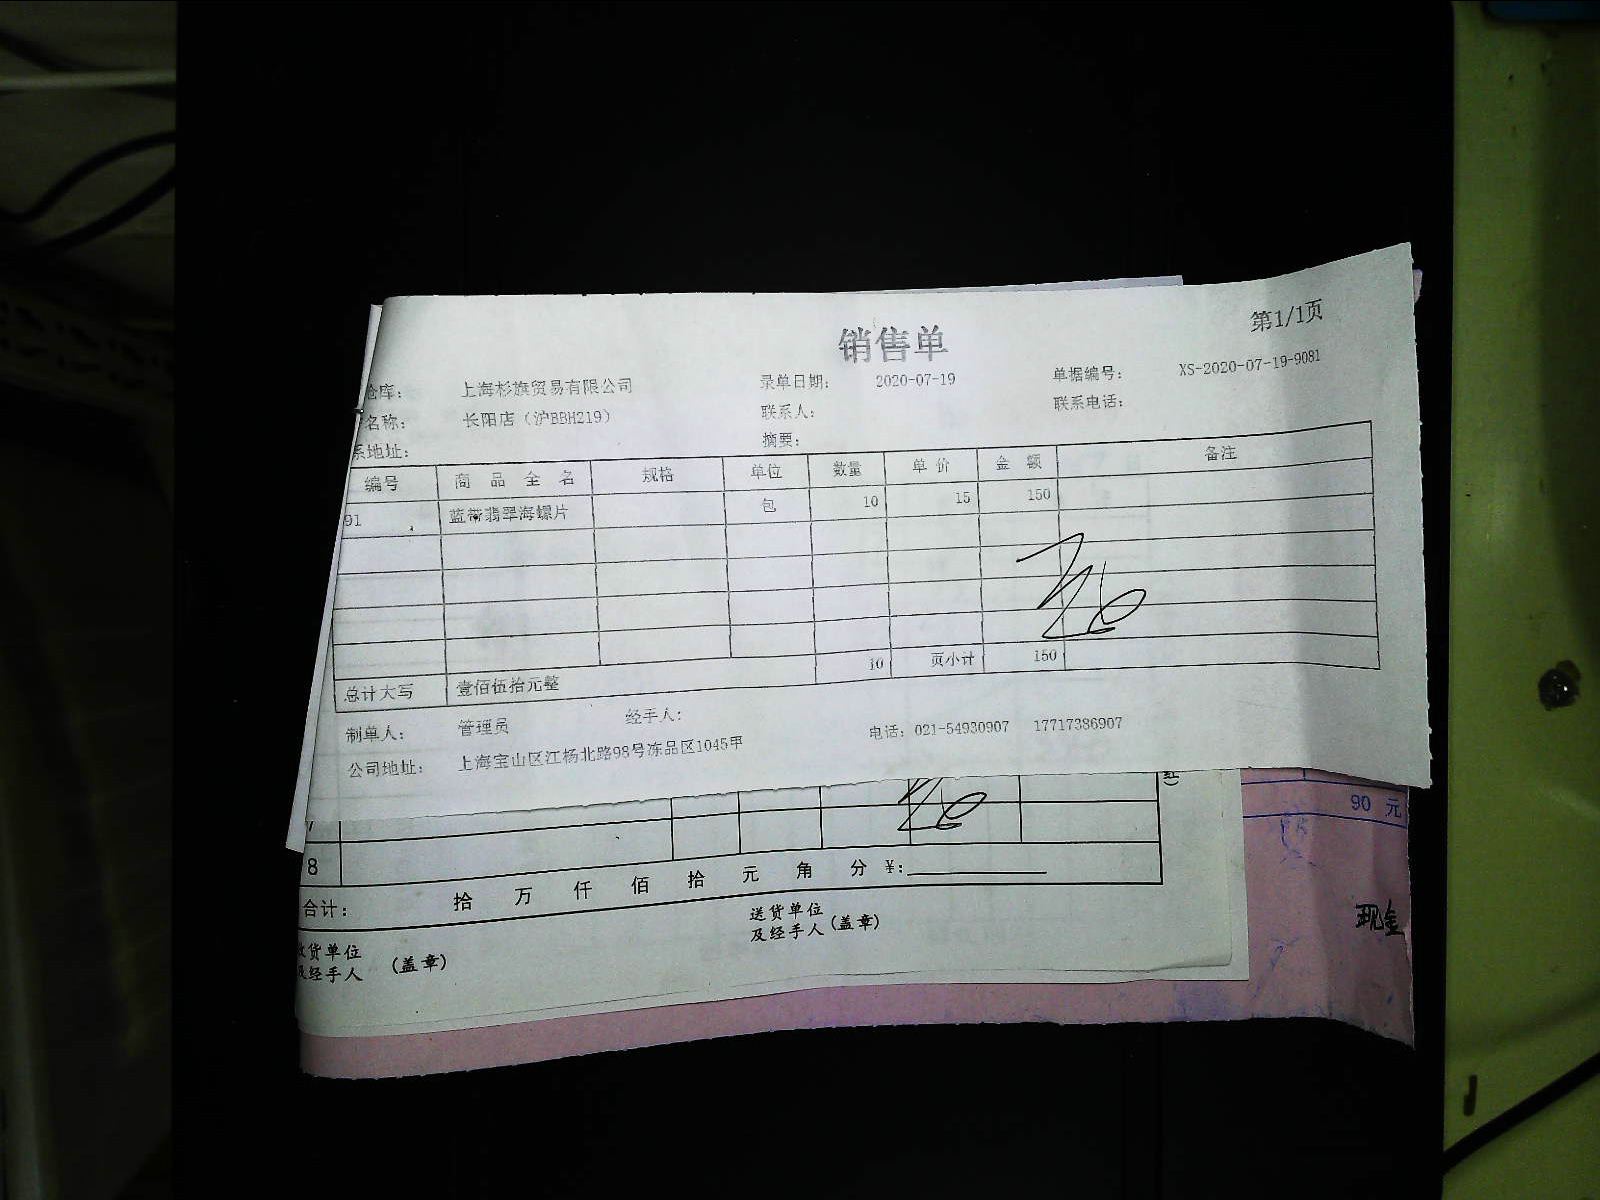 销售单
第1/1页
仓库： 上海杉旗贸易有限公司 录单日期： 2020-07-19 单据编号： XS-2020-07-19-9081
名称： 长阳店（沪BBH219） 联系人： 联系电话：
系地址： 摘要：
编号 商品全名 规格 单位 数量 单价 金额 备注
91 蓝带翡翠海螺片 包 10 15 150
10 页小计 150
总计大写 壹佰伍拾元整
制单人： 管理员 经手人： 电话： 021-54930907 17717386907
公司地址： 上海宝山区江杨北路98号冻品区1045甲
90 元
8
合计： 拾 万 仟 佰 拾 元 角 分 ¥：
现金
收货单位
及经手人 （盖章）
送货单位
及经手人（盖章）